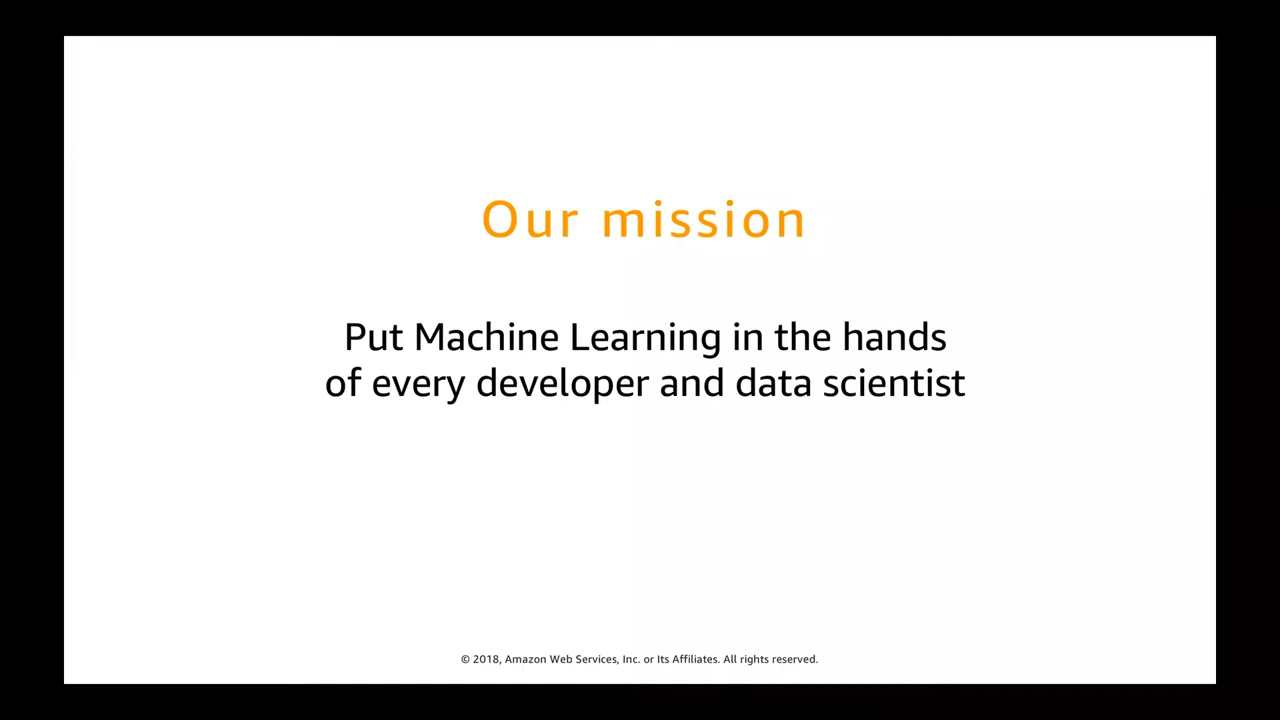 Our mission
Put Machine Learning in the hands
of every developer and data scientist
© 2018, Amazon Web Services, Inc. or Its Affiliates. All rights reserved.